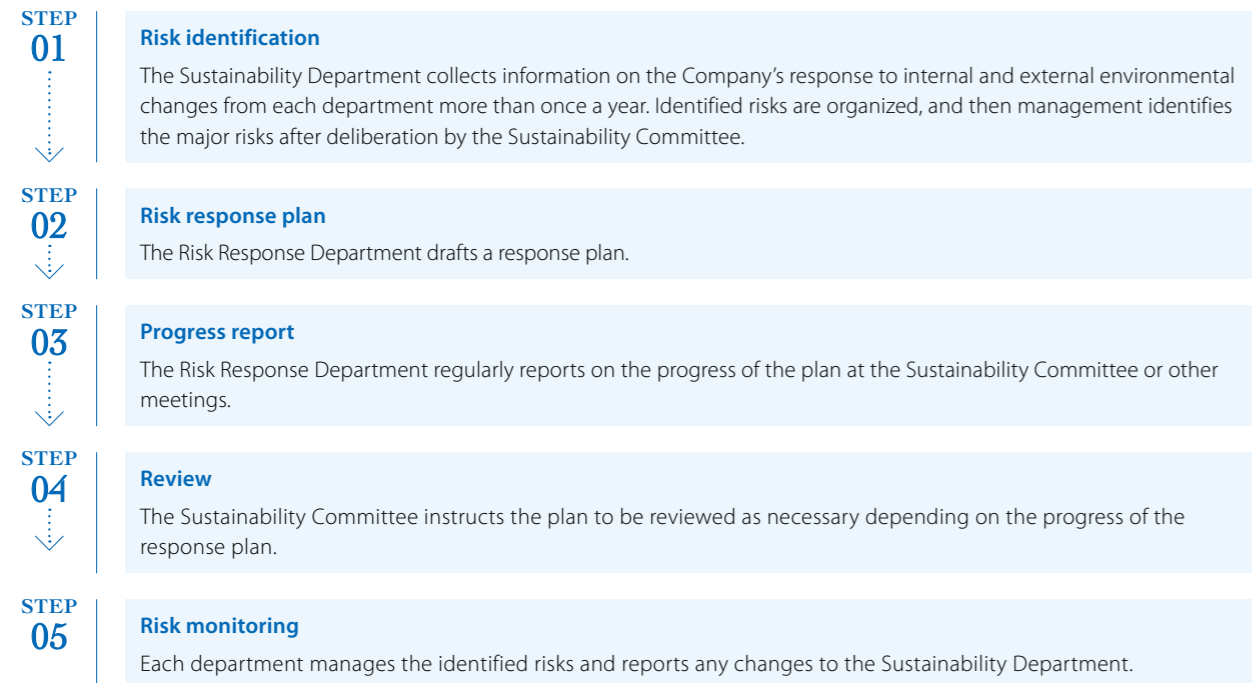 STEP
01
Risk identification
The Sustainability Department collects information on the Company’s response to internal and external environmental
changes from each department more than once a year. Identified risks are organized, and then management identifies
the major risks after deliberation by the Sustainability Committee.
STEP
02
Risk response plan
The Risk Response Department drafts a response plan.
STEP
03
Progress report
The Risk Response Department regularly reports on the progress of the plan at the Sustainability Committee or other
meetings.
STEP
04
Review
The Sustainability Committee instructs the plan to be reviewed as necessary depending on the progress of the
response plan.
STEP
05
Risk monitoring
Each department manages the identified risks and reports any changes to the Sustainability Department.